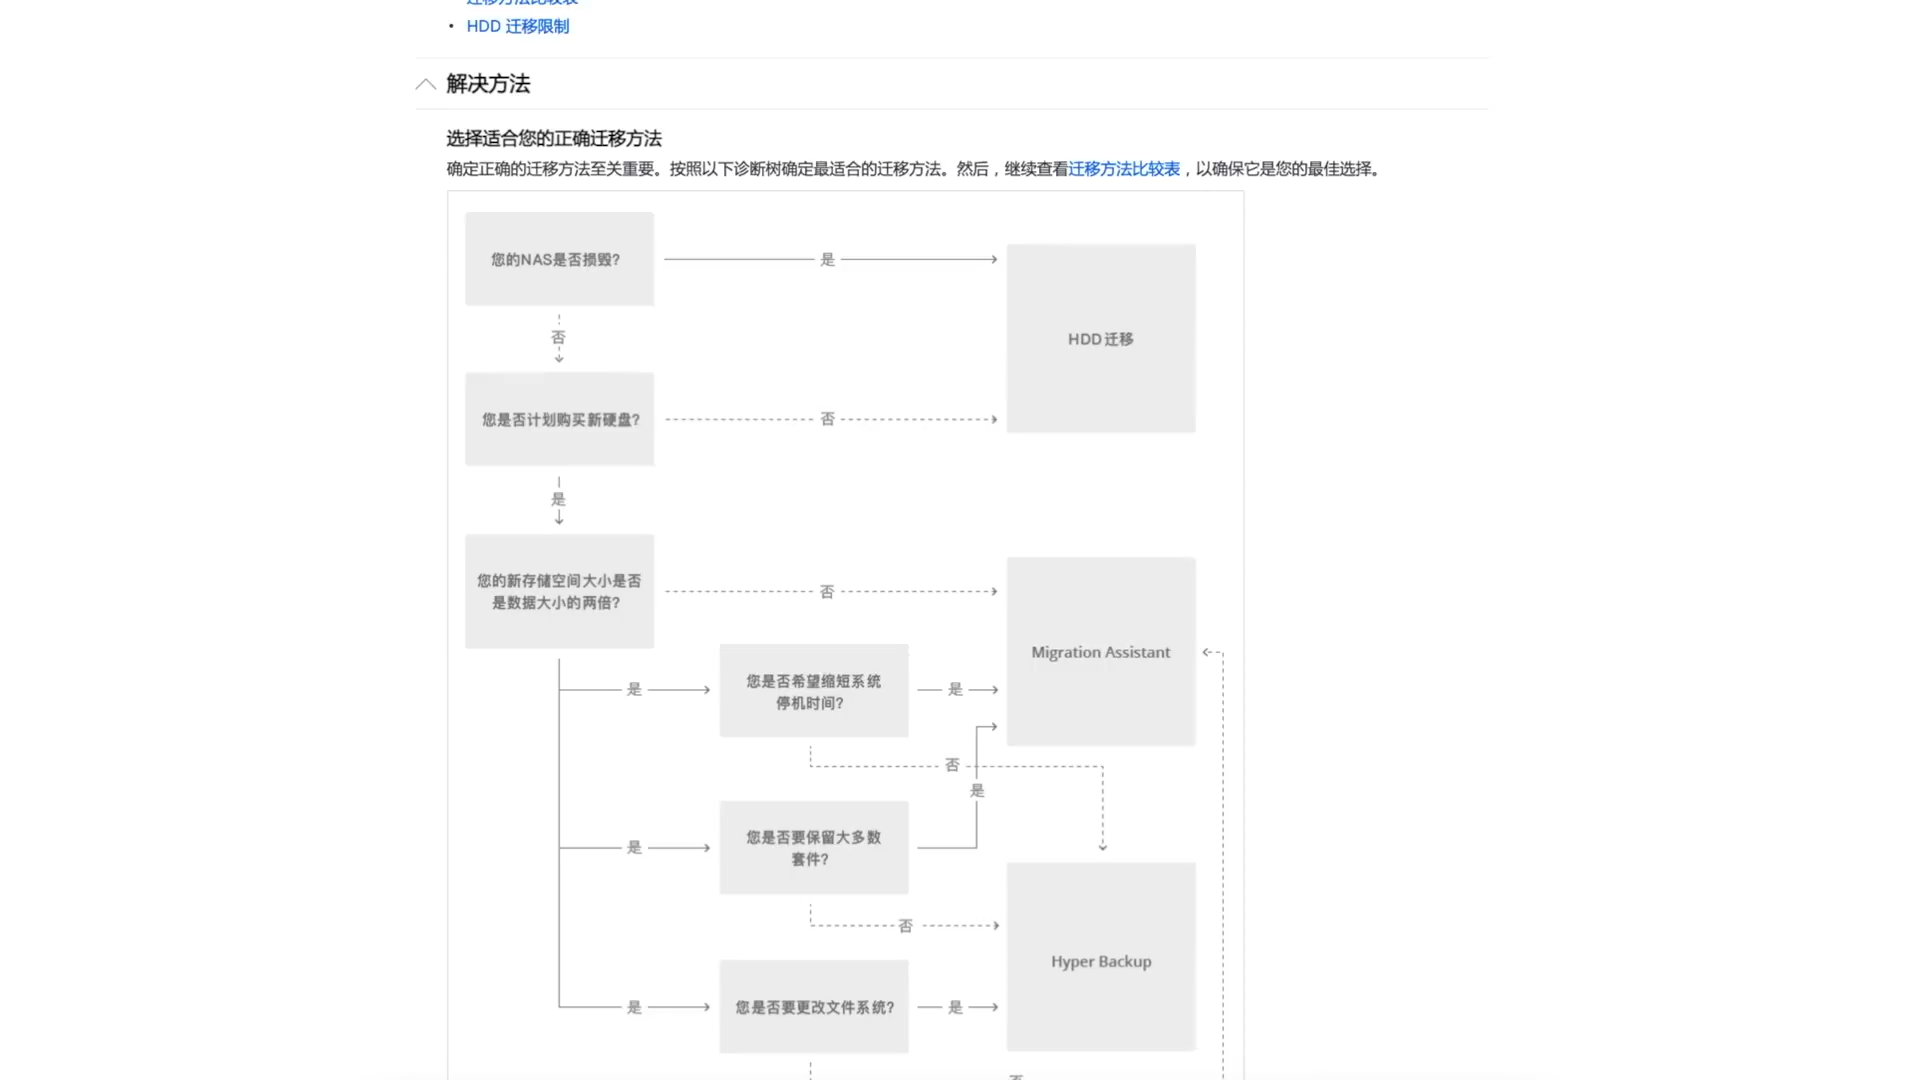 迁移方法比较表
• HDD 迁移限制
解决方法
选择适合您的正确迁移方法
确定正确的迁移方法至关重要。按照以下诊断树确定最适合的迁移方法。然后，继续查看迁移方法比较表，以确保它是您的最佳选择。
您的NAS是否损毁?
是
HDD 迁移
否
您是否计划购买新硬盘?
否
是
您的新存储空间大小是否
是数据大小的两倍?
否
Migration Assistant
是
您是否希望缩短系统
停机时间?
是
否
是
是
您是否要保留大多数
套件?
否
Hyper Backup
是
您是否要更改文件系统?
是
否